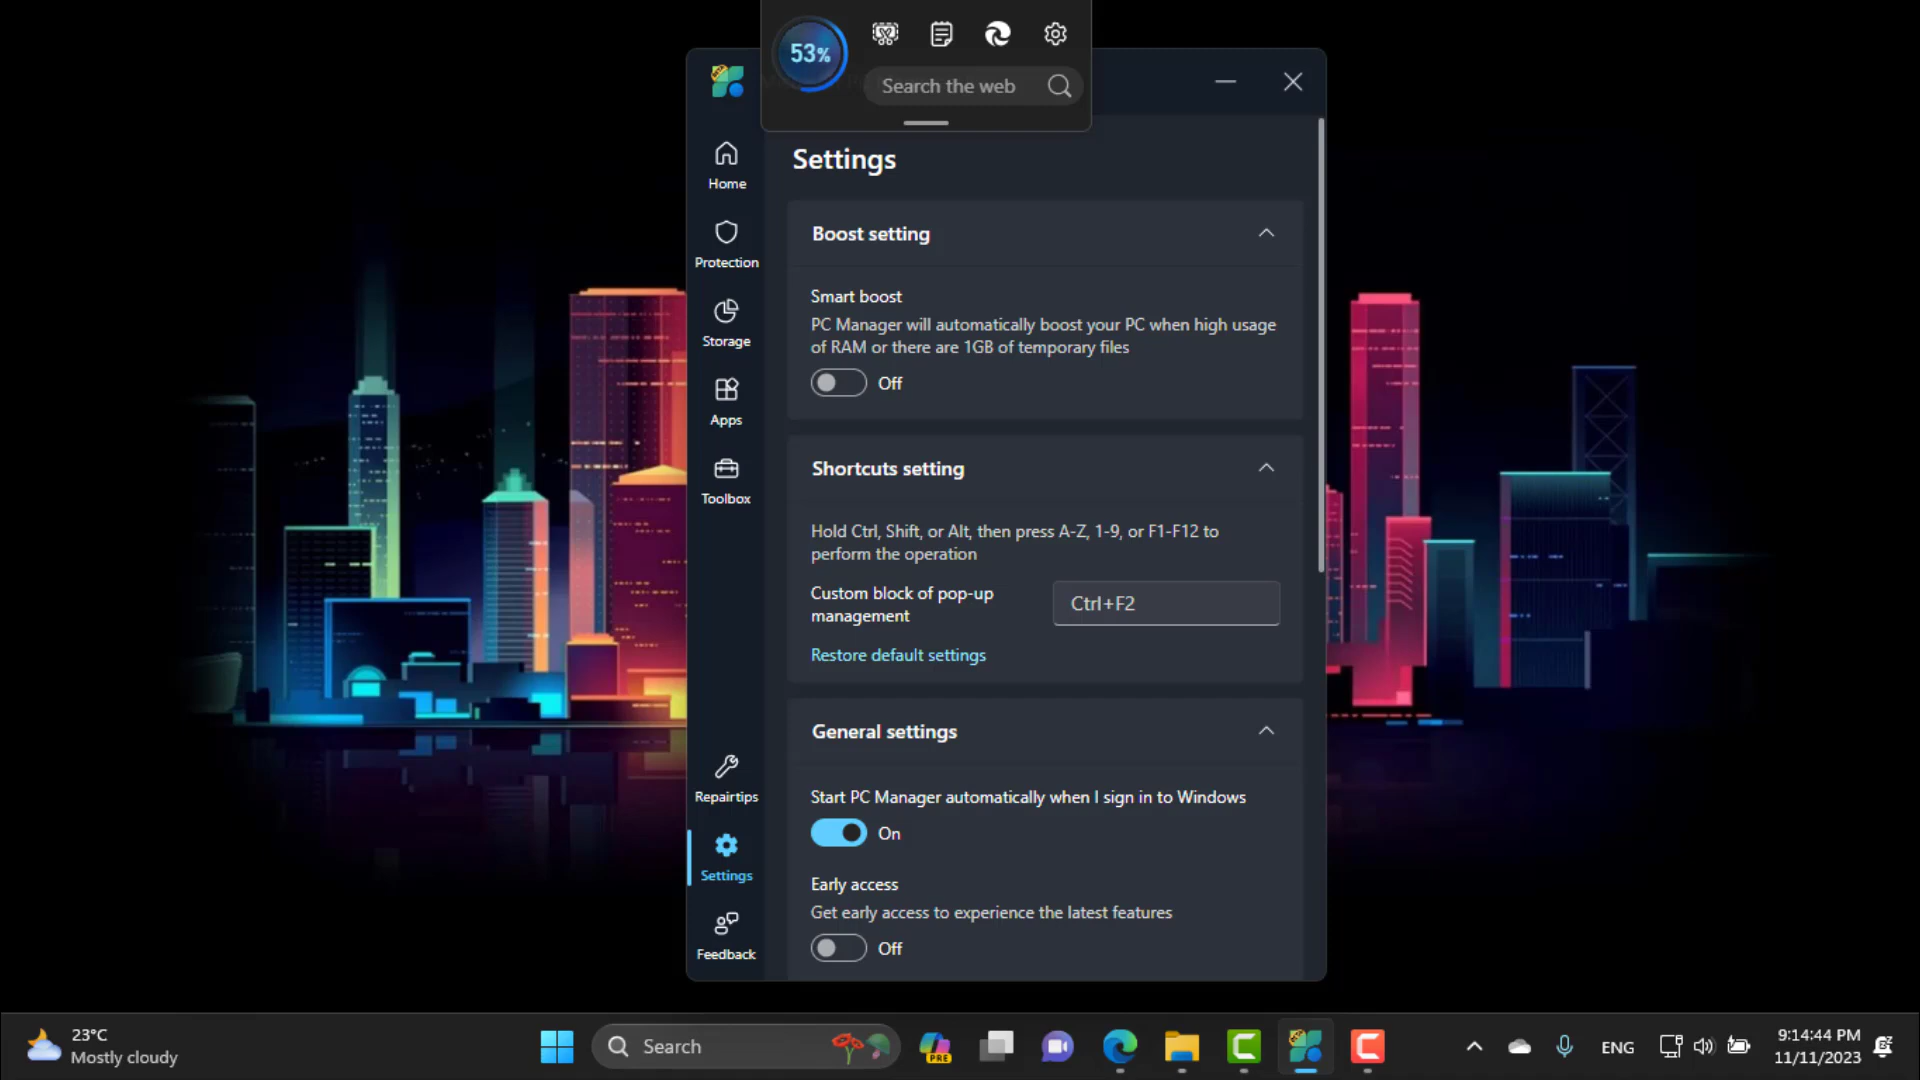 53%
Search the web
Home
Protection
Storage
Apps
Toolbox
Repairtips
Settings
Feedback
Settings
Boost setting
Smart boost
PC Manager will automatically boost your PC when high usage
of RAM or there are 1GB of temporary files
Off
Shortcuts setting
Hold Ctrl, Shift, or Alt, then press A-Z, 1-9, or F1-F12 to
perform the operation
Custom block of pop-up
management
Ctrl+F2
Restore default settings
General settings
Start PC Manager automatically when I sign in to Windows
On
Early access
Get early access to experience the latest features
Off
23°C
Mostly cloudy
Search
PRE
ENG
9:14:44 PM
11/11/2023